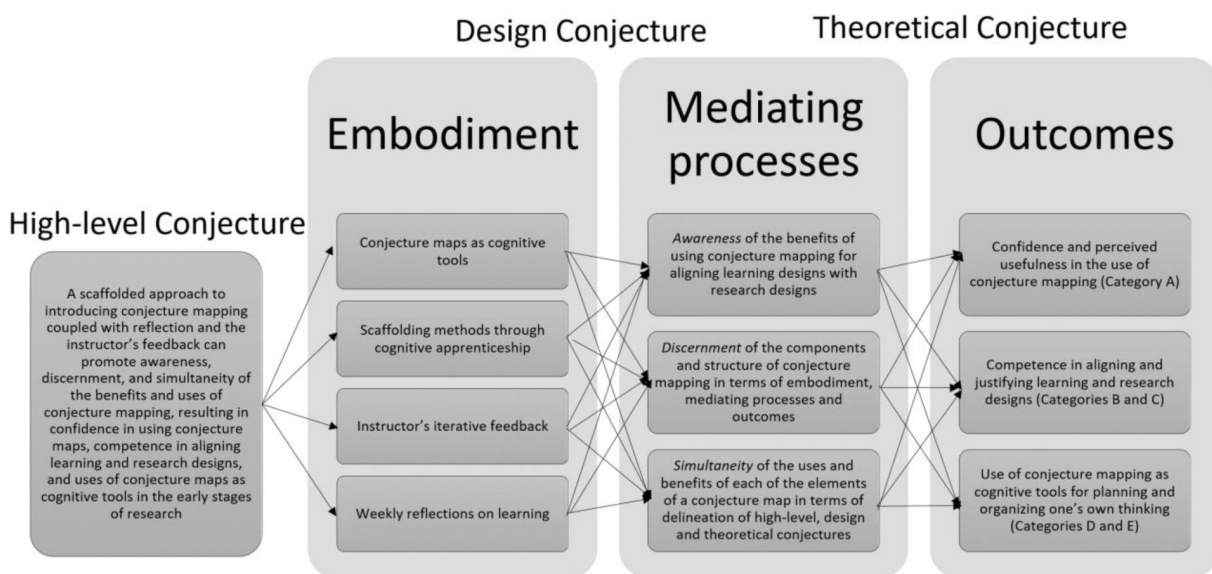 Design Conjecture
Theoretical Conjecture
High-level Conjecture
A scaffolded approach to
introducing conjecture mapping
coupled with reflection and the
instructor's feedback can
promote awareness,
discernment, and simultaneity of
the benefits and uses of
conjecture mapping, resulting in
confidence in using conjecture
maps, competence in aligning
learning and research designs,
and uses of conjecture maps as
cognitive tools in the early stages
of research
Embodiment
Conjecture maps as cognitive
tools
Scaffolding methods through
cognitive apprenticeship
Instructor's iterative feedback
Weekly reflections on learning
Mediating
processes
Awareness of the benefits of
using conjecture mapping for
aligning learning designs with
research designs
Discernment of the components
and structure of conjecture
mapping in terms of embodiment,
mediating processes and
outcomes
Simultaneity of the uses and
benefits of each of the elements
of a conjecture map in terms of
delineation of high-level, design
and theoretical conjectures
Outcomes
Confidence and perceived
usefulness in the use of
conjecture mapping (Category A)
Competence in aligning and
justifying learning and research
designs (Categories B and C)
Use of conjecture mapping as
cognitive tools for planning and
organizing one's own thinking
(Categories D and E)